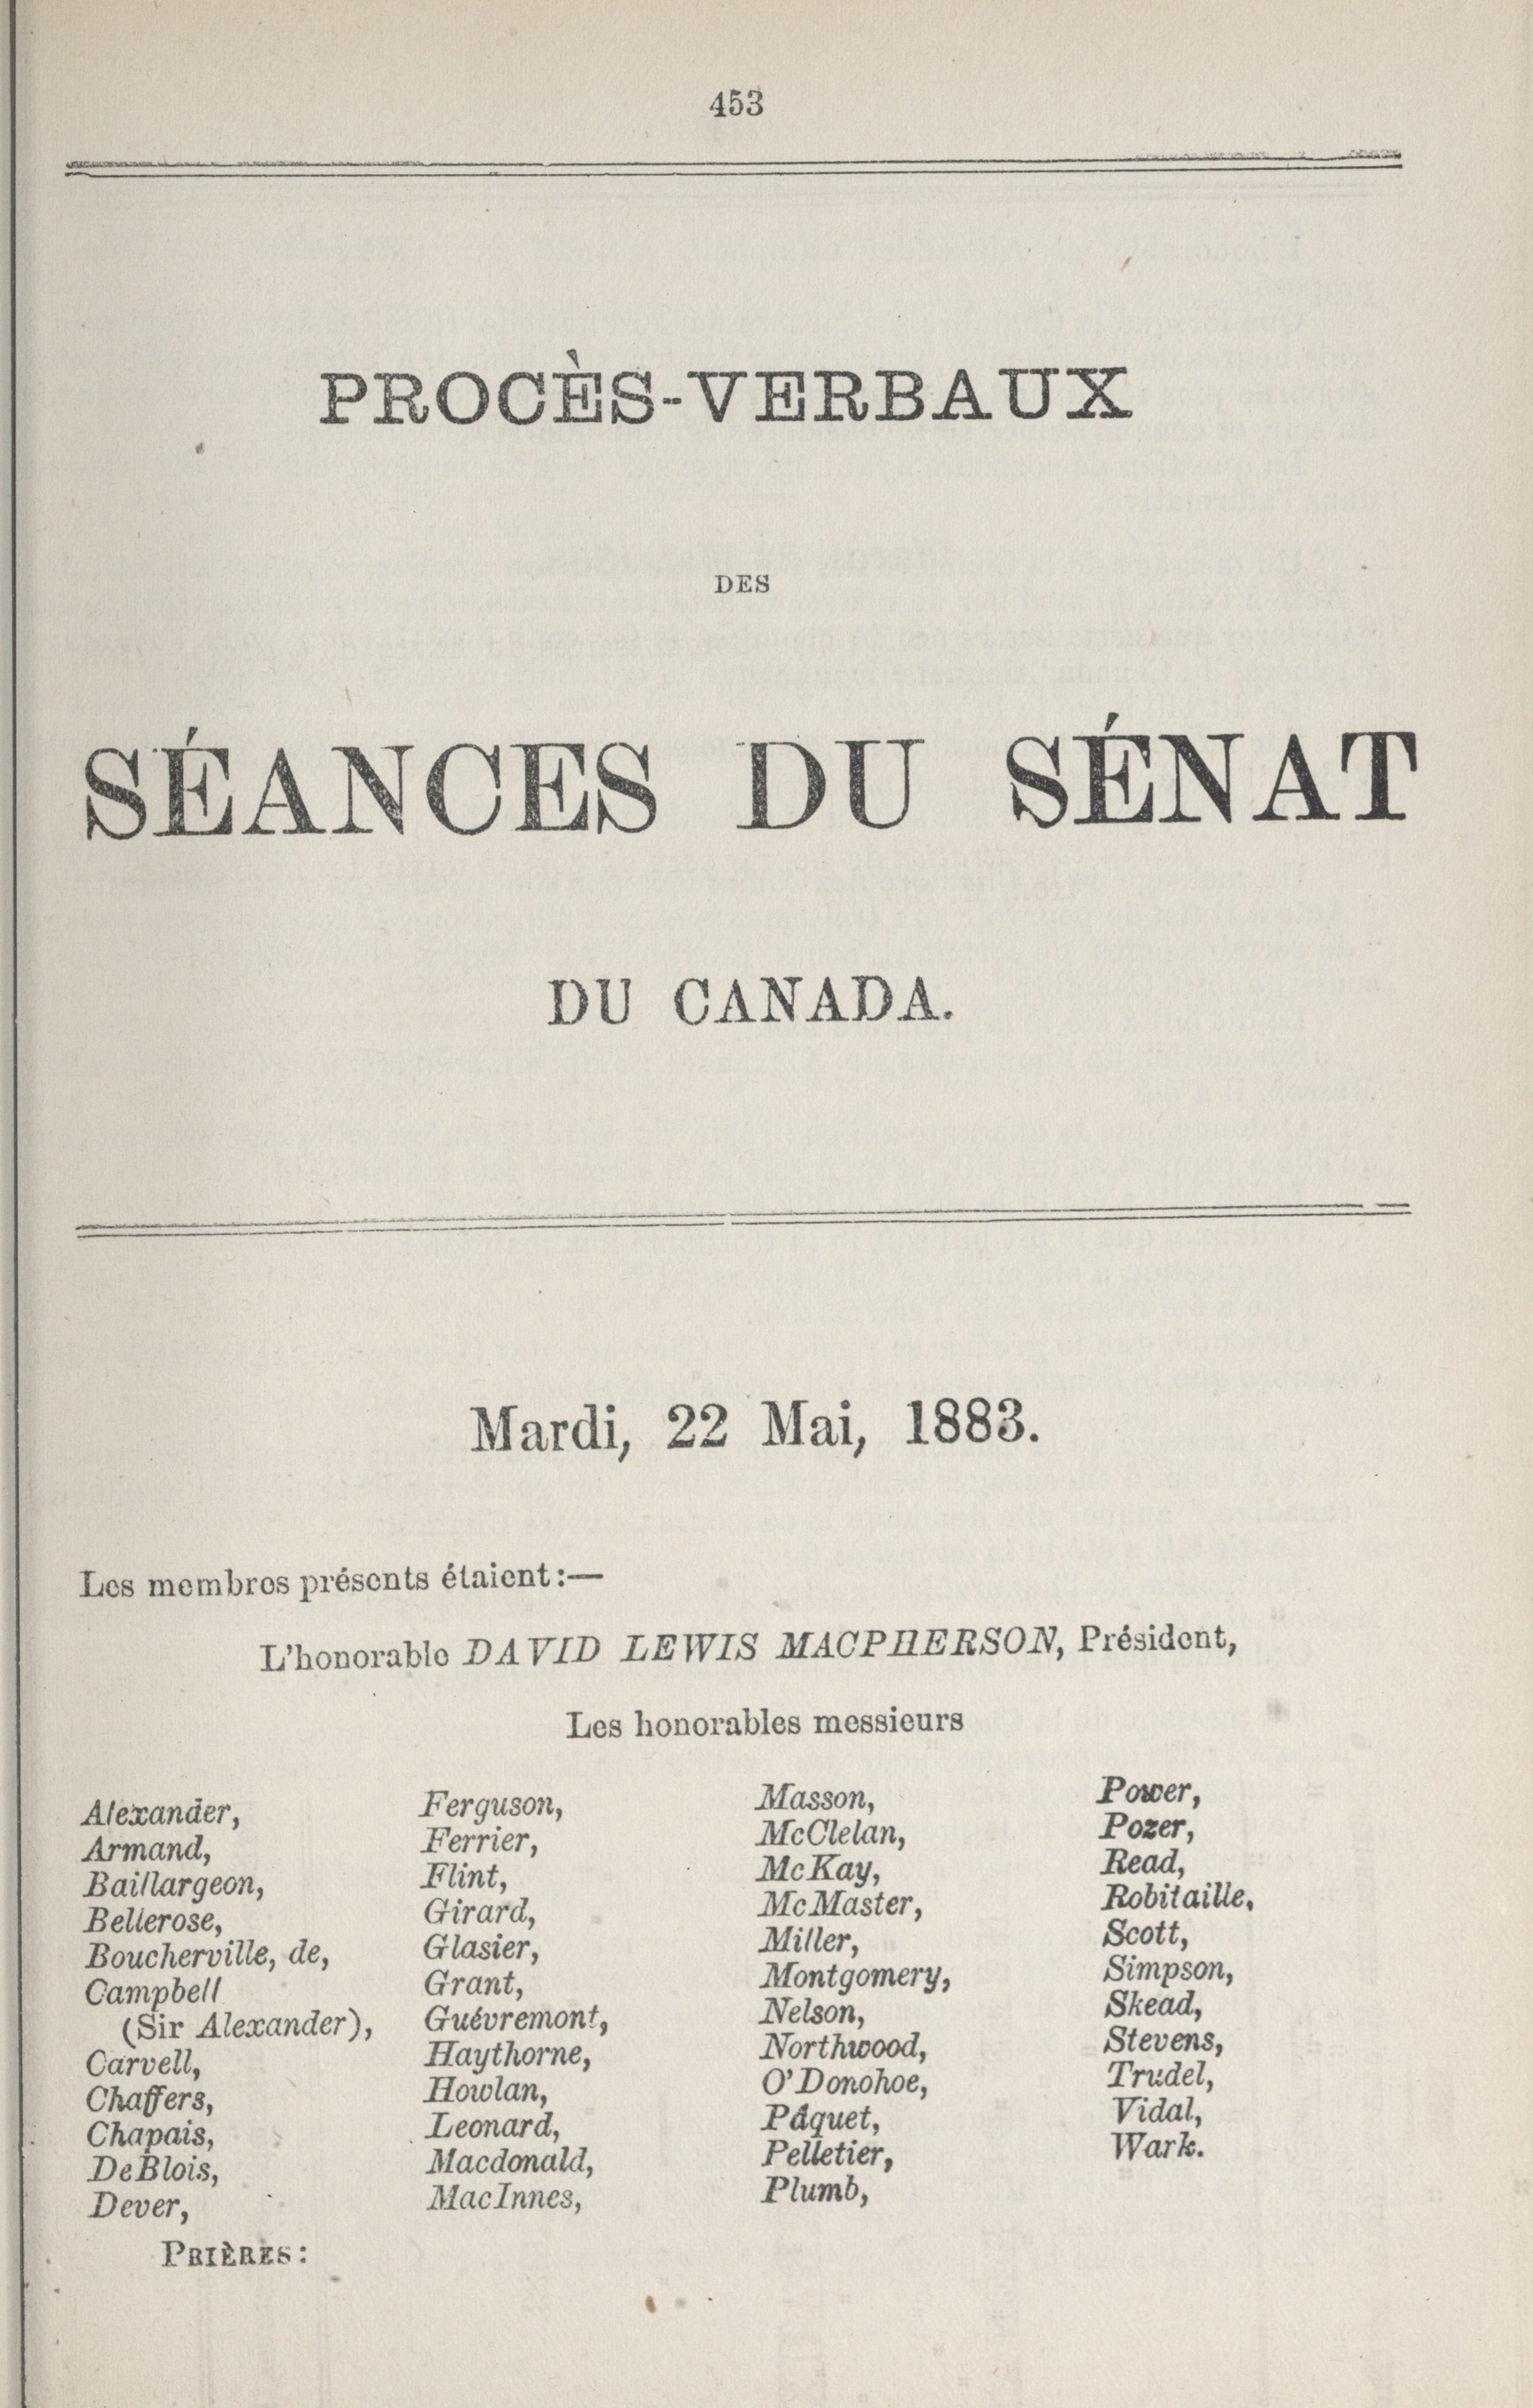 453
PROCÈS-VERBAUX
DES
SÉANCES DU SÉNAT
DU CANADA.
Mardi, 22 Mai, 1883.
Les membres présents étaient:—
L'honorable DAVID LEWIS MACPHERSON, Président,
Les honorables messieurs
Alexander,
Armand,
Baillargeon,
Bellerose,
Boucherville, de,
Campbell
(Sir Alexander),
Carvell,
Chaffers,
Chapais,
DeBlois,
Dever,
Ferguson,
Ferrier,
Flint,
Girard,
Glasier,
Grant,
Guévremont,
Haythorne,
Howlan,
Leonard,
Macdonald,
MacInnes,
Masson,
McClelan,
McKay,
McMaster,
Miller,
Montgomery,
Nelson,
Northwood,
O'Donohoe,
Pâquet,
Pelletier,
Plumb,
Power,
Pozer,
Read,
Robitaille,
Scott,
Simpson,
Skead,
Stevens,
Trudel,
Vidal,
Wark.
PRIÈRES: